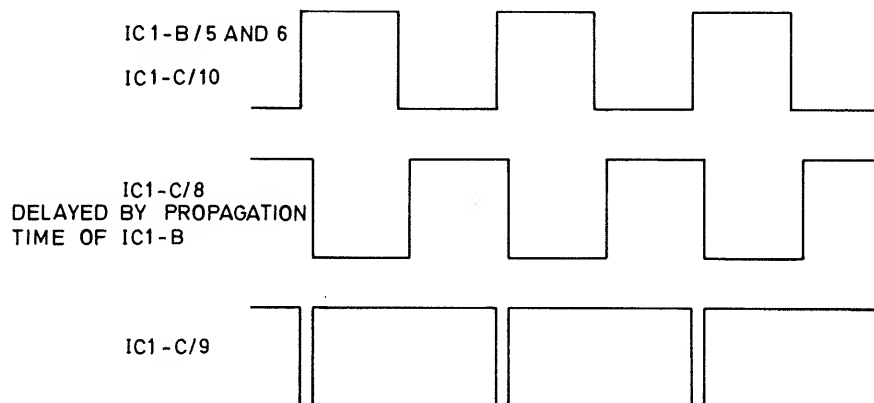 IC1-B/5 AND 6
IC1-C/10
IC1-C/8
DELAYED BY PROPAGATION
TIME OF IC1-B
IC1-C/9